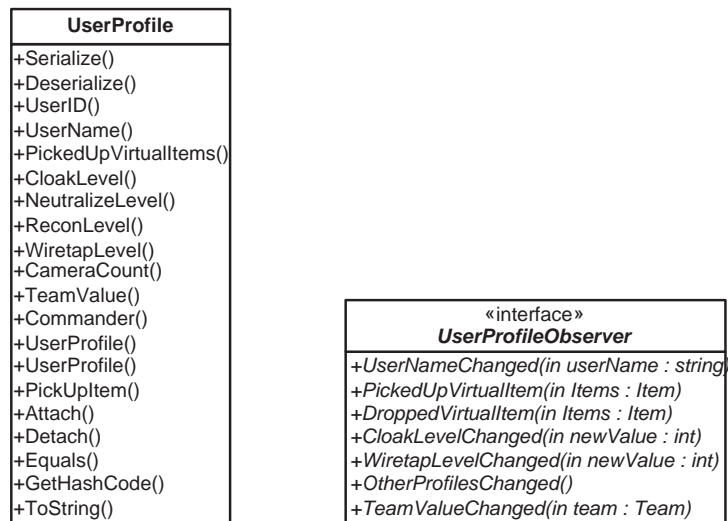 UserProfile
+Serialize()
+Deserialize()
+UserID()
+UserName()
+PickedUpVirtualItems()
+CloakLevel()
+NeutralizeLevel()
+ReconLevel()
+WiretapLevel()
+CameraCount()
+TeamValue()
+Commander()
+UserProfile()
+UserProfile()
+PickUpItem()
+Attach()
+Detach()
+Equals()
+GetHashCode()
+ToString()
«interface»
UserProfileObserver
+UserNameChanged(in userName : string)
+PickedUpVirtualItem(in Items : Item)
+DroppedVirtualItem(in Items : Item)
+CloakLevelChanged(in newValue : int)
+WiretapLevelChanged(in newValue : int)
+OtherProfilesChanged()
+TeamValueChanged(in team : Team)